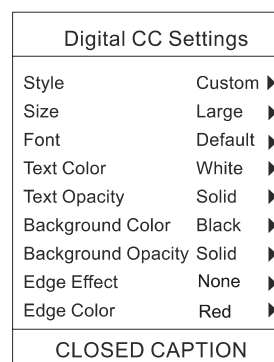 Digital CC Settings
Style Custom
Size Large
Font Default
Text Color White
Text Opacity Solid
Background Color Black
Background Opacity Solid
Edge Effect None
Edge Color Red
CLOSED CAPTION